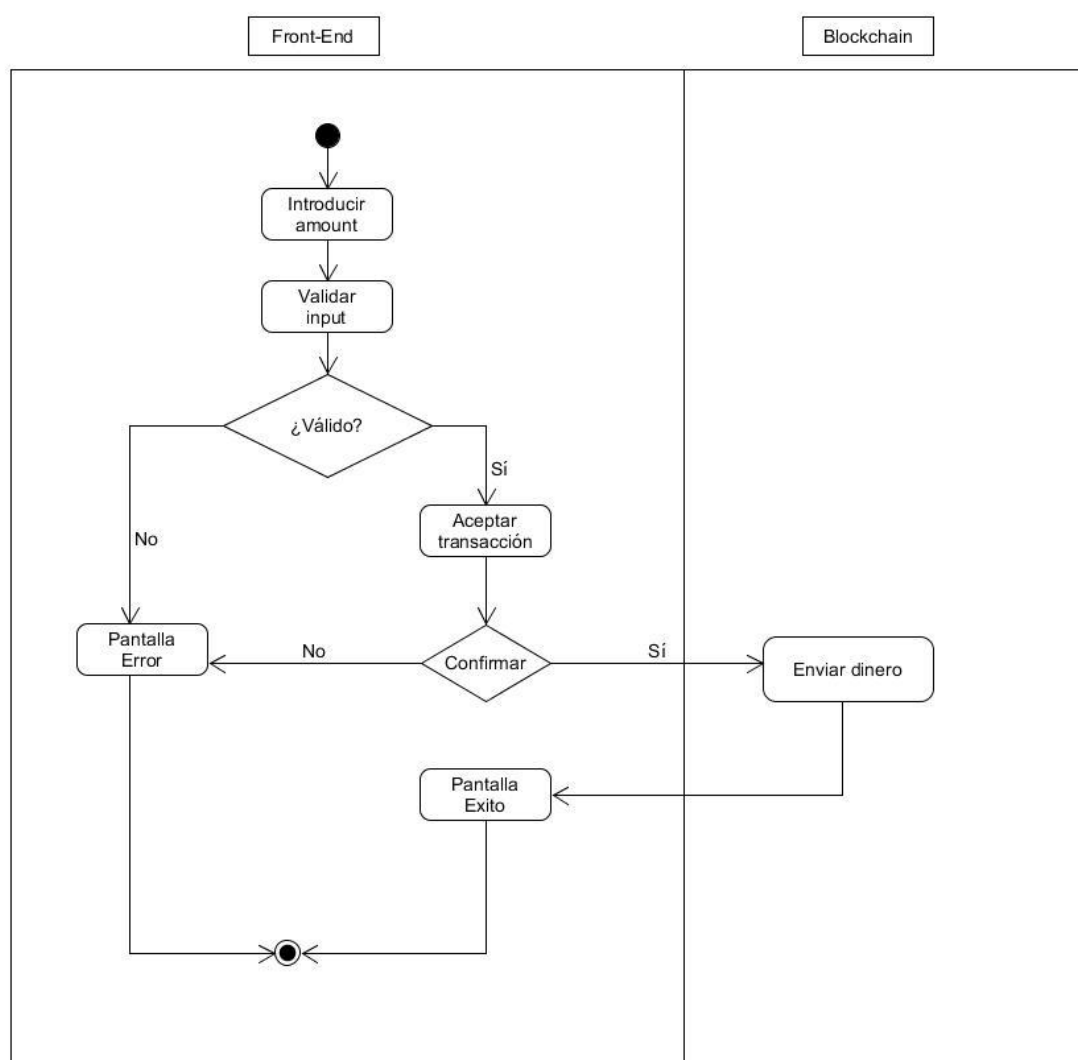 Front-End
Blockchain
Introducir
amount
Validar
input
¿Válido?
Sí
No
Aceptar
transacción
Pantalla
Error
No
Confirmar
Sí
Enviar dinero
Pantalla
Exito